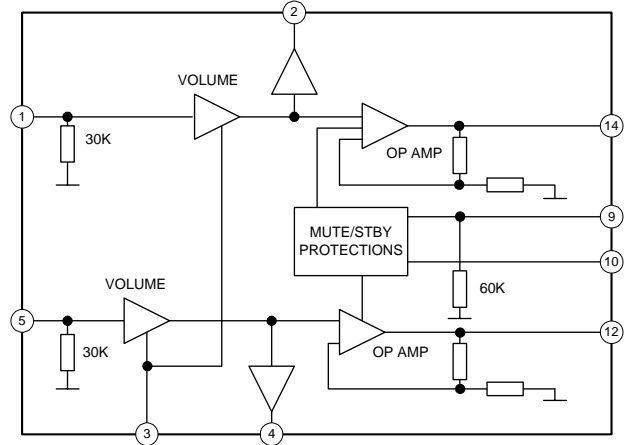 2
VOLUME
1
30K
14
OP AMP
9
MUTE/STBY
PROTECTIONS
10
VOLUME
60K
5
12
30K
OP AMP
3
4